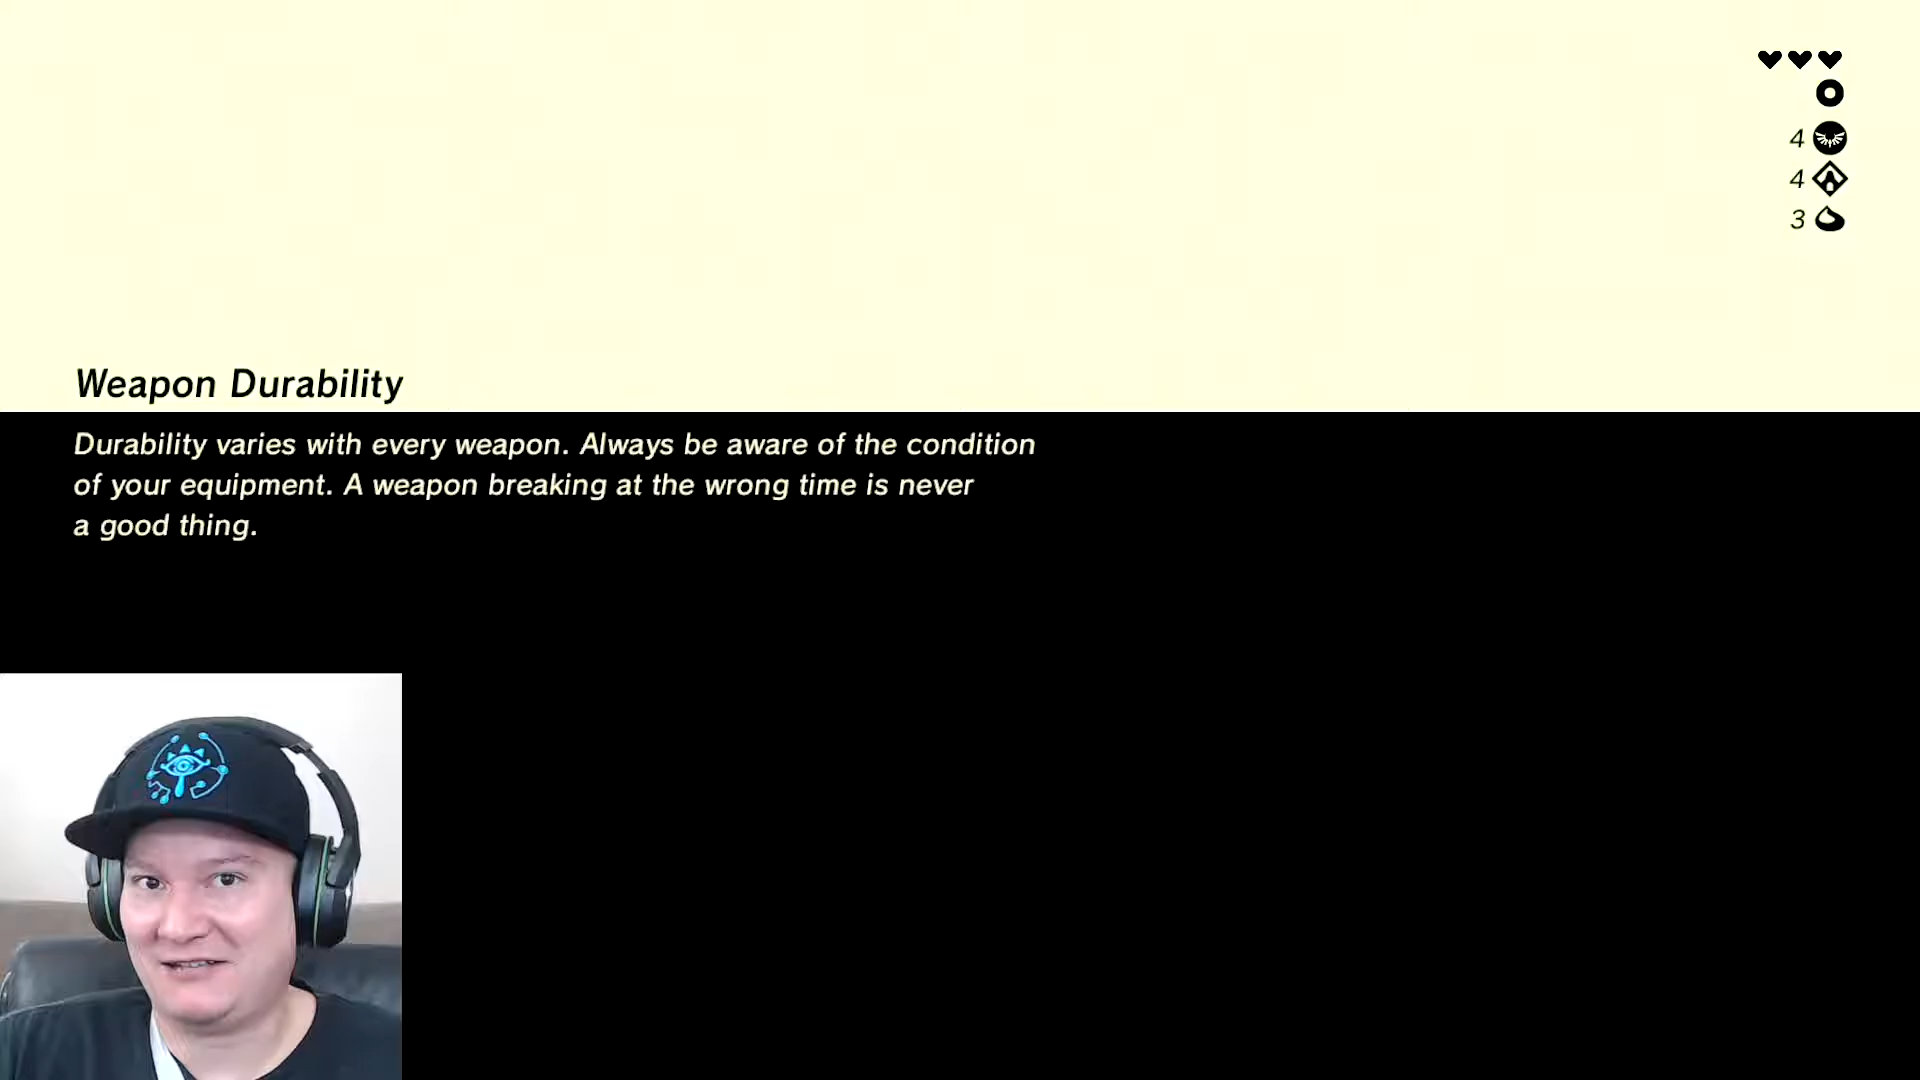 4
4
3
Weapon Durability
Durability varies with every weapon. Always be aware of the condition
of your equipment. A weapon breaking at the wrong time is never
a good thing.